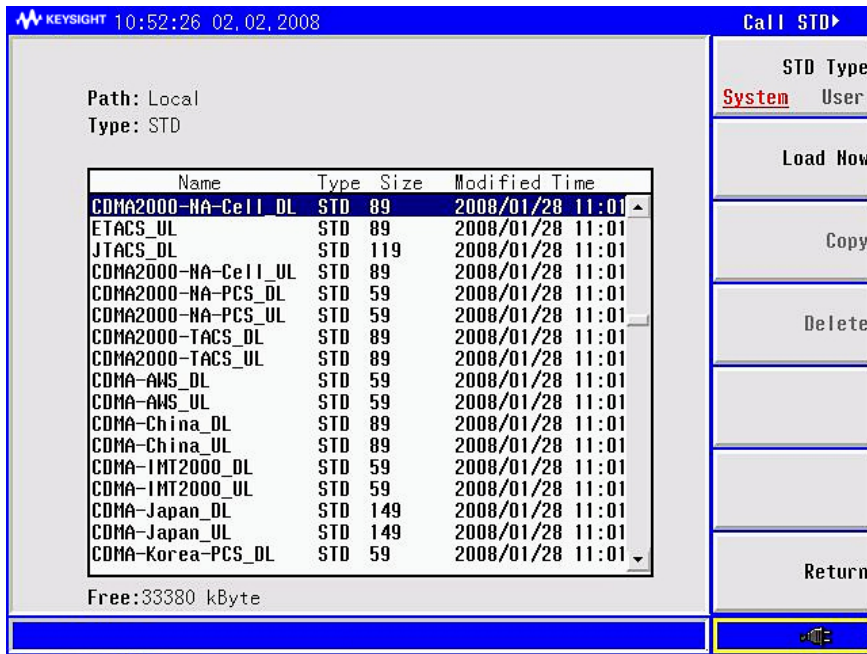 KEYSIGHT 10:52:26 02,02,2008
Call STD
Path: Local
Type: STD
Name Type Size Modified Time
CDMA2000-NA-Cell_DL STD 89 2008/01/28 11:01
ETACS_UL STD 89 2008/01/28 11:01
JTACS_DL STD 119 2008/01/28 11:01
CDMA2000-NA-Cell_UL STD 89 2008/01/28 11:01
CDMA2000-NA-PCS_DL STD 59 2008/01/28 11:01
CDMA2000-NA-PCS_UL STD 59 2008/01/28 11:01
CDMA2000-TACS_DL STD 89 2008/01/28 11:01
CDMA2000-TACS_UL STD 89 2008/01/28 11:01
CDMA-AWS_DL STD 59 2008/01/28 11:01
CDMA-AWS_UL STD 59 2008/01/28 11:01
CDMA-China_DL STD 89 2008/01/28 11:01
CDMA-China_UL STD 89 2008/01/28 11:01
CDMA-IMT2000_DL STD 59 2008/01/28 11:01
CDMA-IMT2000_UL STD 59 2008/01/28 11:01
CDMA-Japan_DL STD 149 2008/01/28 11:01
CDMA-Japan_UL STD 149 2008/01/28 11:01
CDMA-Korea-PCS_DL STD 59 2008/01/28 11:01
Free:33380 kByte
STD Type
System User
Load Now
Copy
Delete
Return